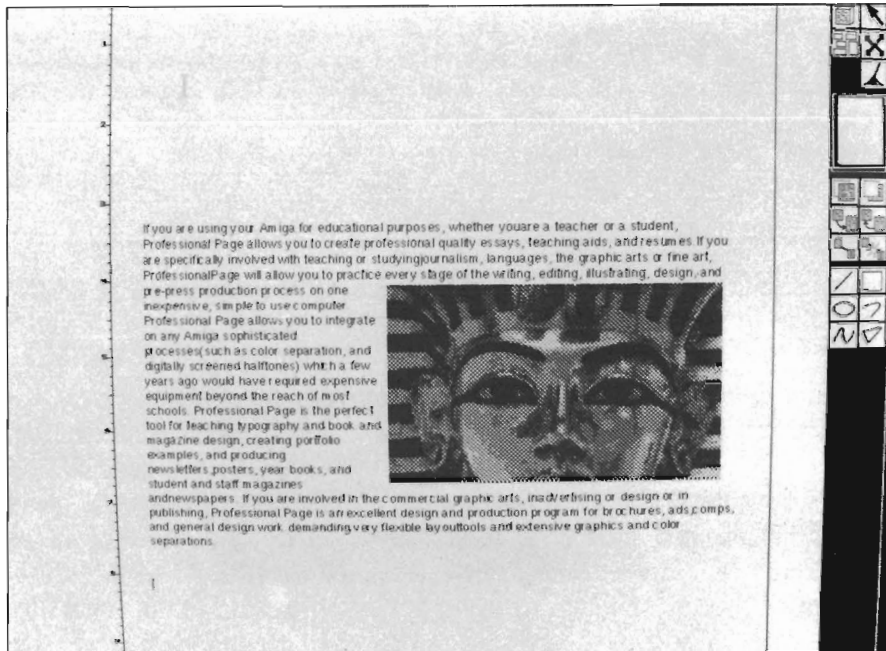 If you are using your Amiga for educational purposes, whether youare a teacher or a student,
Professional Page allows you to create professional quality essays, teaching aids, and resumes. If you
are specifically involved with teaching or studyingjournalism, languages, the graphic arts or fine art,
ProfessionalPage will allow you to practice every stage of the writing, editing, illustrating, design, and
pre-press production process on one
inexpensive, simple to use computer.
Professional Page allows you to integrate
on any Amiga sophisticated
processes(such as color separation, and
digitally screened halftones) which a few
years ago would have required expensive
equipment beyond the reach of most
schools. Professional Page is the perfect
tool for teaching typography and book and
magazine design, creating portfolio
examples, and producing
newsletters,posters, year books, and
student and staff magazines
andnewspapers. If you are involved in the commercial graphic arts, inadvertising or design or in
publishing, Professional Page is an excellent design and production program for brochures, ads,comps,
and general design work demanding very flexible layouttools and extensive graphics and color
separations.